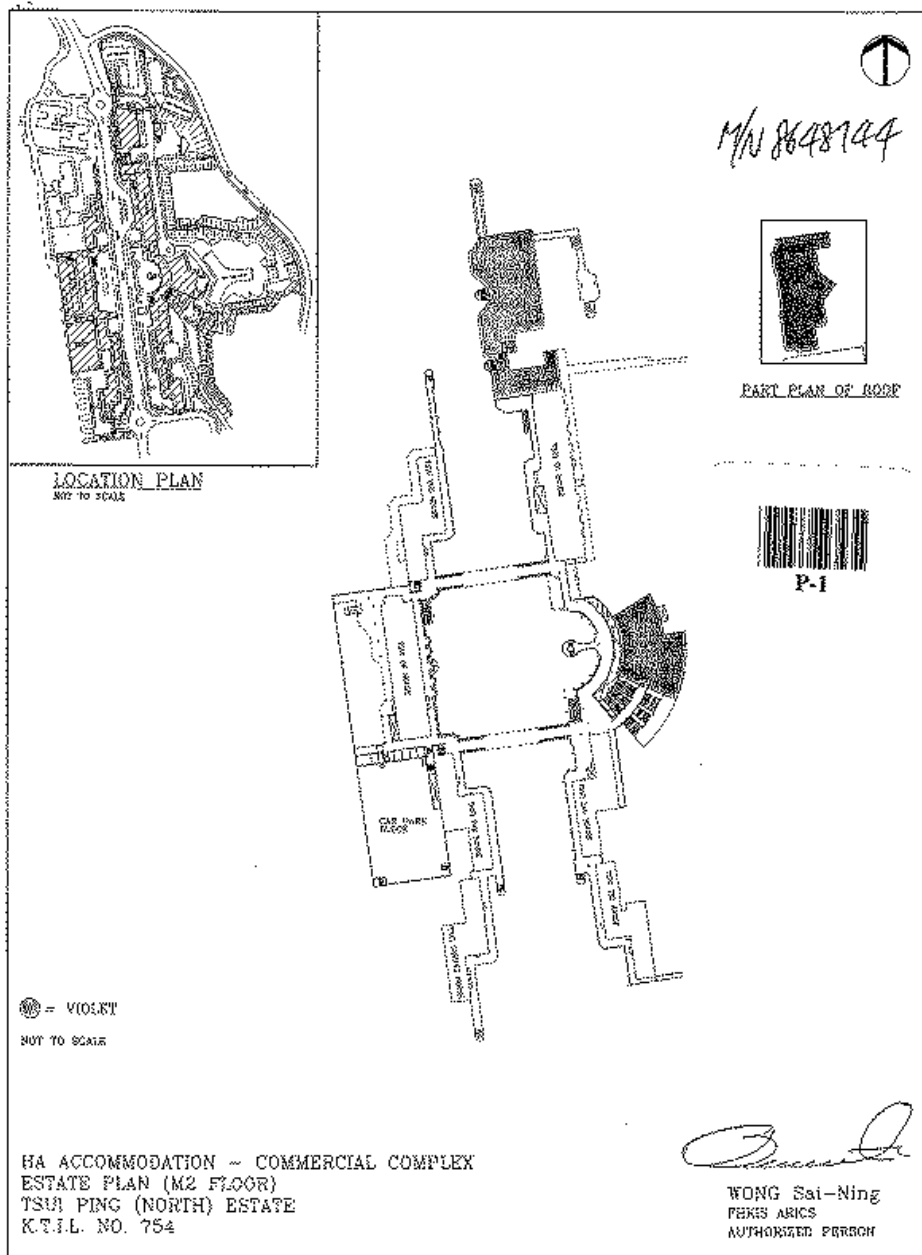 M/N 8648144
PART PLAN OF ROOF
LOCATION PLAN
NOT TO SCALE
P-1
CAR PARK
= VIOLET
NOT TO SCALE
HA ACCOMMODATION - COMMERCIAL COMPLEX
ESTATE PLAN (M2 FLOOR)
TSUI PING (NORTH) ESTATE
K.T.I.L. NO. 754
WONG Sai-Ning
FHKIS ARICS
AUTHORIZED PERSON